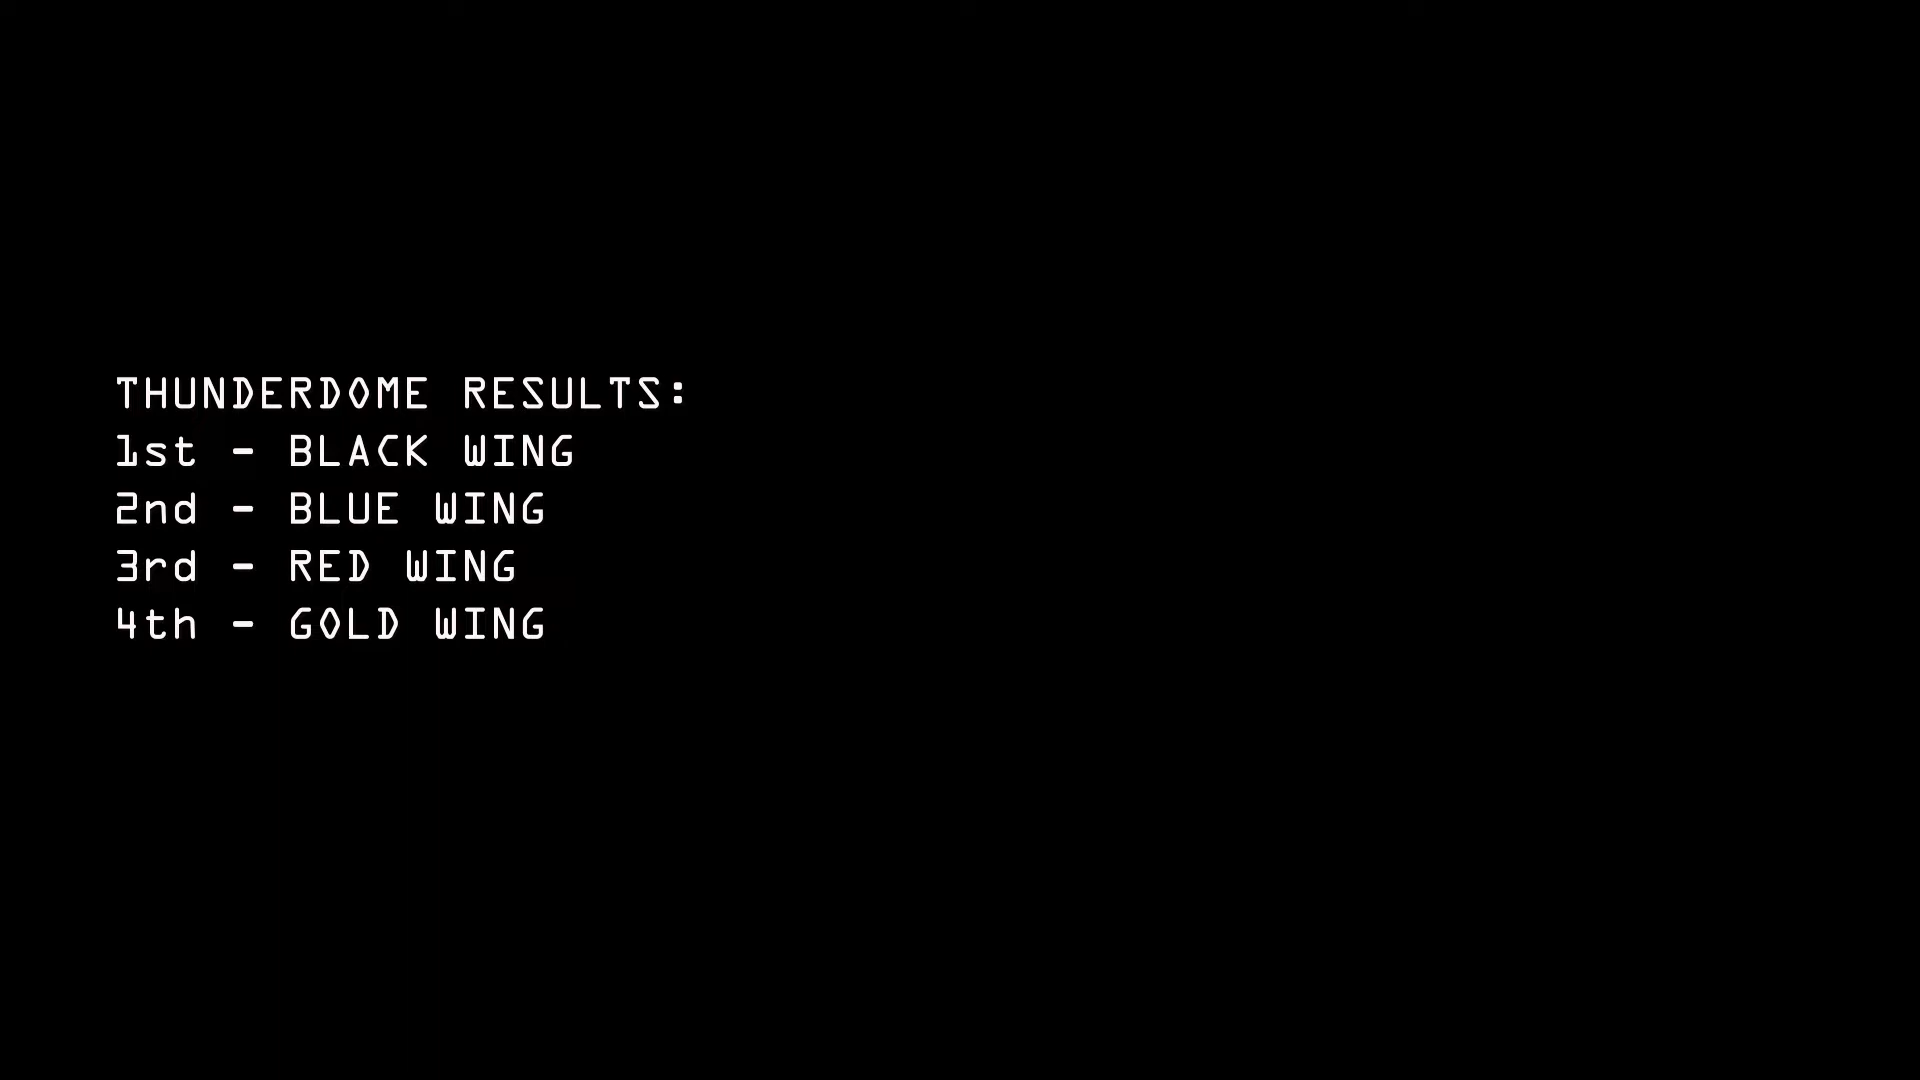 THUNDERDOME RESULTS:
1st - BLACK WING
2nd - BLUE WING
3rd - RED WING
4th - GOLD WING